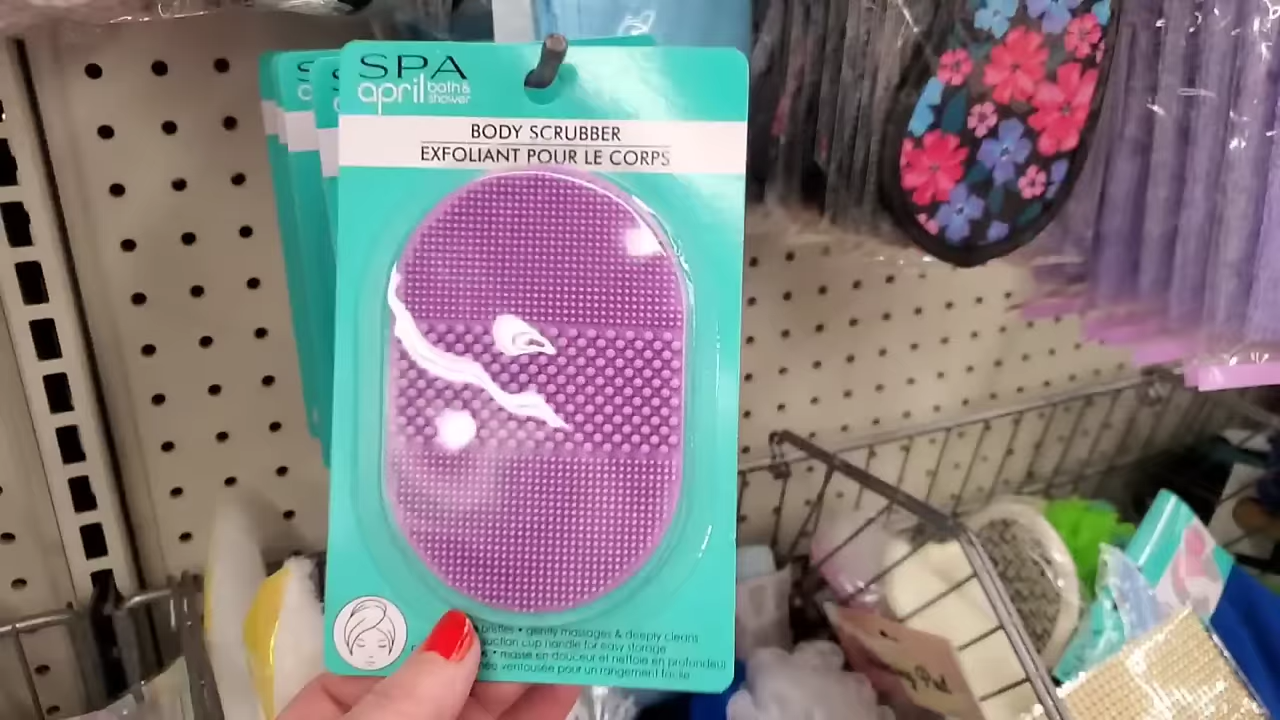 SPA
april bath & shower
BODY SCRUBBER
EXFOLIANT POUR LE CORPS
bristles • gently massages & deeply cleans
suction cup handle for easy storage
• masse en douceur et nettoie en profondeur
ventousée pour un rangement facile